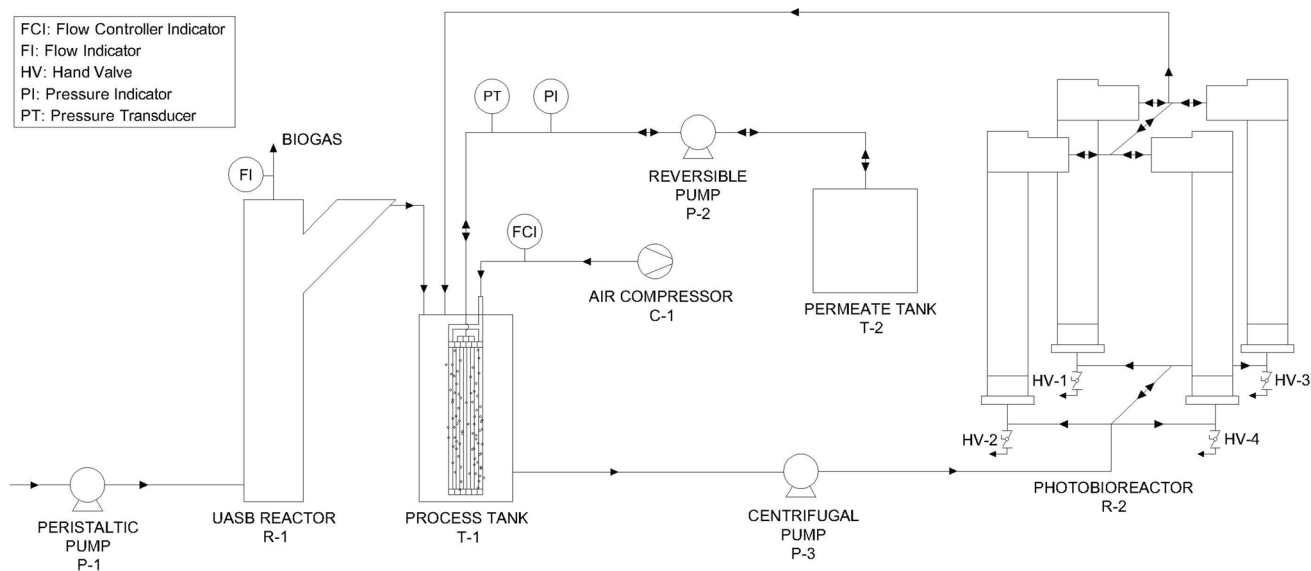 FCI: Flow Controller Indicator
FI: Flow Indicator
HV: Hand Valve
PI: Pressure Indicator
PT: Pressure Transducer
BIOGAS
FI
PT
PI
REVERSIBLE
PUMP
P-2
FCI
AIR COMPRESSOR
C-1
PERMEATE TANK
T-2
HV-1
HV-3
HV-2
HV-4
PERISTALTIC
PUMP
P-1
UASB REACTOR
R-1
PROCESS TANK
T-1
CENTRIFUGAL
PUMP
P-3
PHOTOBIOREACTOR
R-2